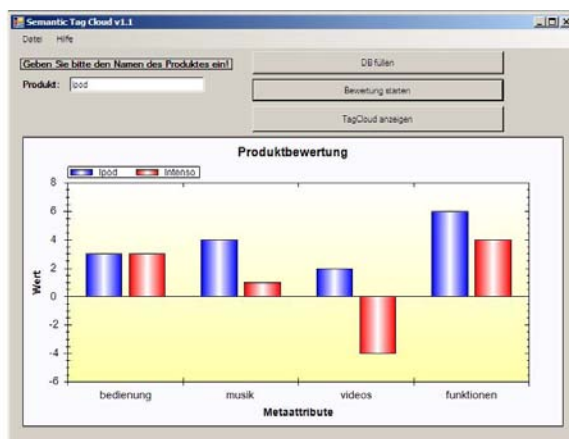 Semantic Tag Cloud v1.1
Datei Hilfe
Geben Sie bitte den Namen des Produktes ein!
Produkt: Ipod
DB füllen
Bewertung starten
TagCloud anzeigen
Produktbewertung
Ipod Intenso
Wert
8
6
4
2
0
-2
-4
-6
bedienung musik videos funktionen
Metaattribute